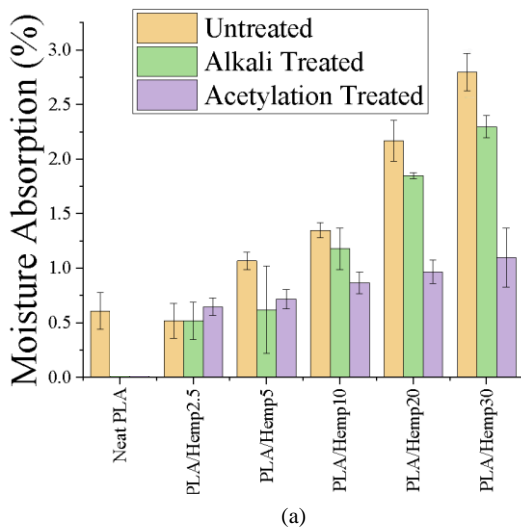 Untreated
Alkali Treated
Acetylation Treated
Moisture Absorption (%)
3.0
2.5
2.0
1.5
1.0
0.5
0.0
Neat PLA
PLA/Hemp2.5
PLA/Hemp5
PLA/Hemp10
PLA/Hemp20
PLA/Hemp30
(a)